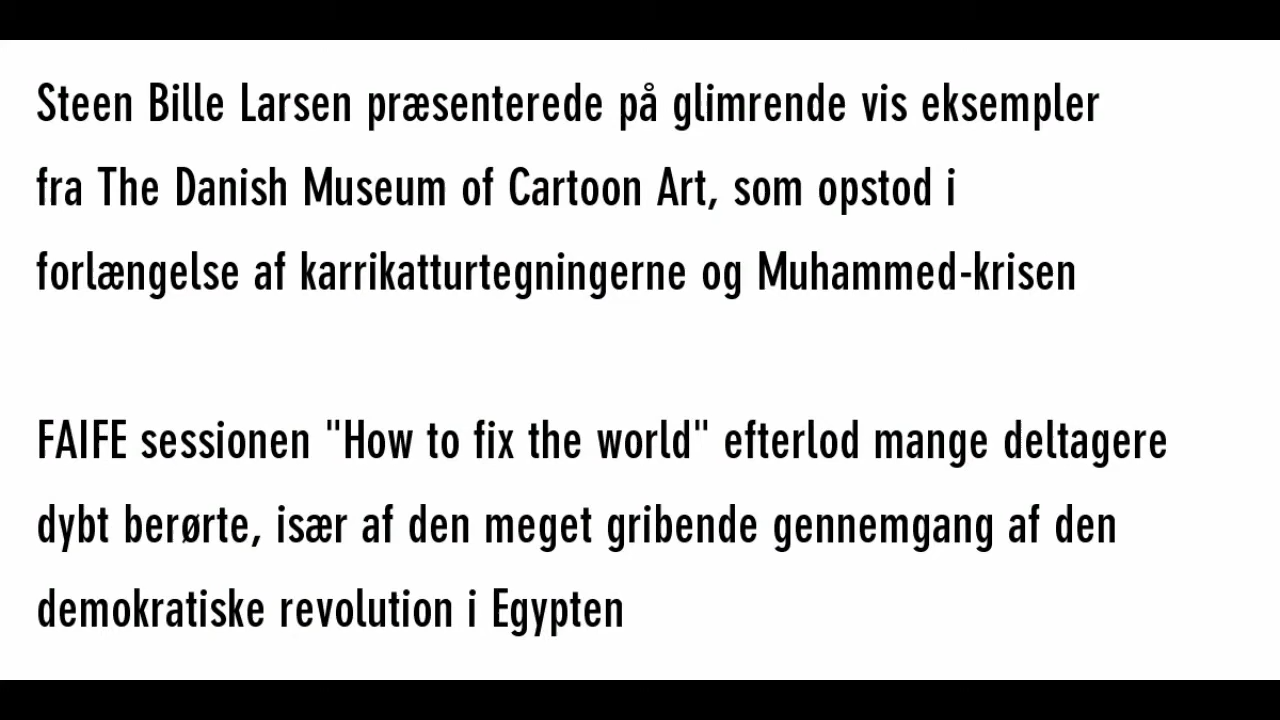 Steen Bille Larsen præsenterede på glimrende vis eksempler
fra The Danish Museum of Cartoon Art, som opstod i
forlængelse af karrikatturtegningerne og Muhammed-krisen
FAIFE sessionen "How to fix the world" efterlod mange deltagere
dybt berørte, især af den meget gribende gennemgang af den
demokratiske revolution i Egypten